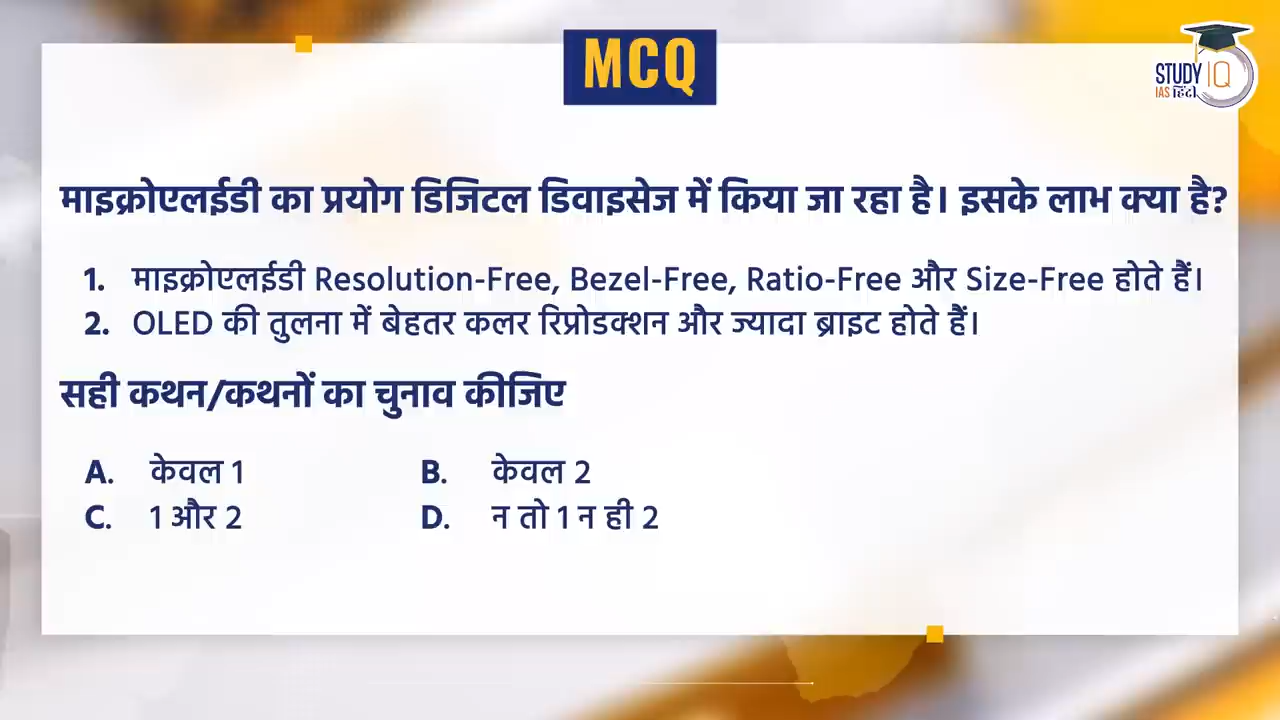 MCQ
STUDY IQ
IAS हिंदी
माइक्रोएलईडी का प्रयोग डिजिटल डिवाइसेज में किया जा रहा है। इसके लाभ क्या है?
1. माइक्रोएलईडी Resolution-Free, Bezel-Free, Ratio-Free और Size-Free होते हैं।
2. OLED की तुलना में बेहतर कलर रिप्रोडक्शन और ज्यादा ब्राइट होते हैं।
सही कथन/कथनों का चुनाव कीजिए
A. केवल 1 B. केवल 2
C. 1 और 2 D. न तो 1 न ही 2